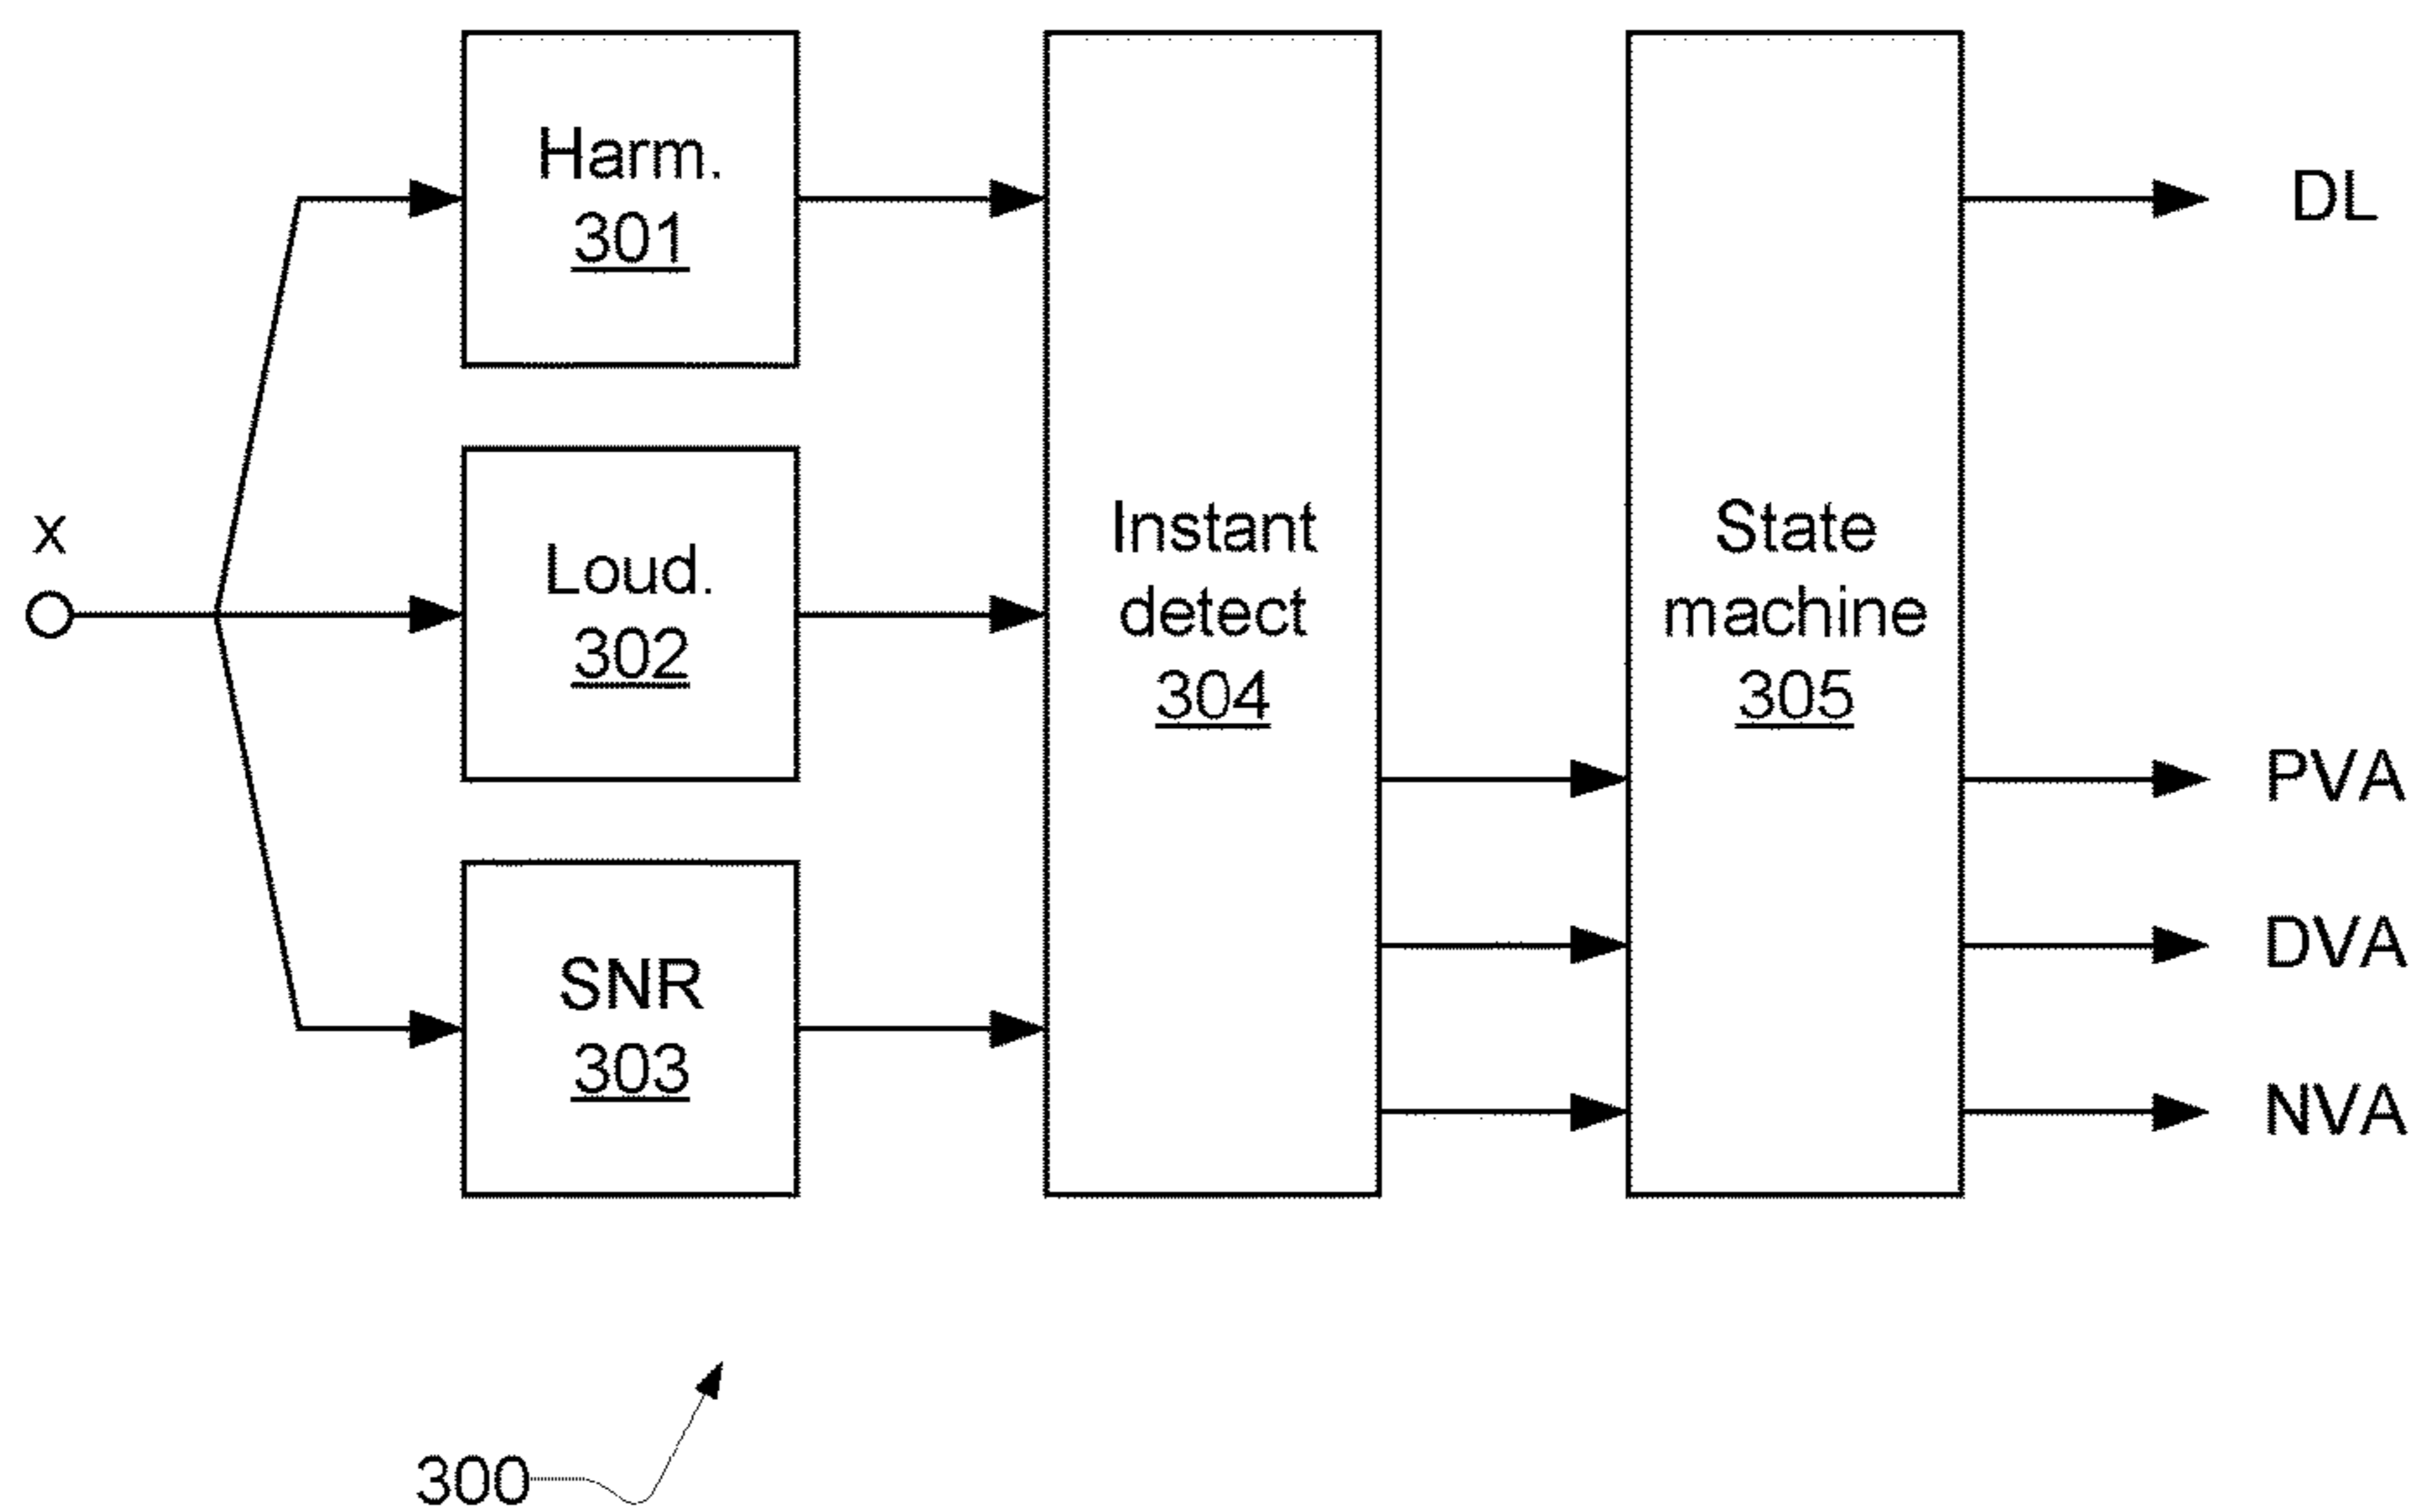 x
Harm.
301
Loud.
302
SNR
303
Instant
detect
304
State
machine
305
DL
PVA
DVA
NVA
300